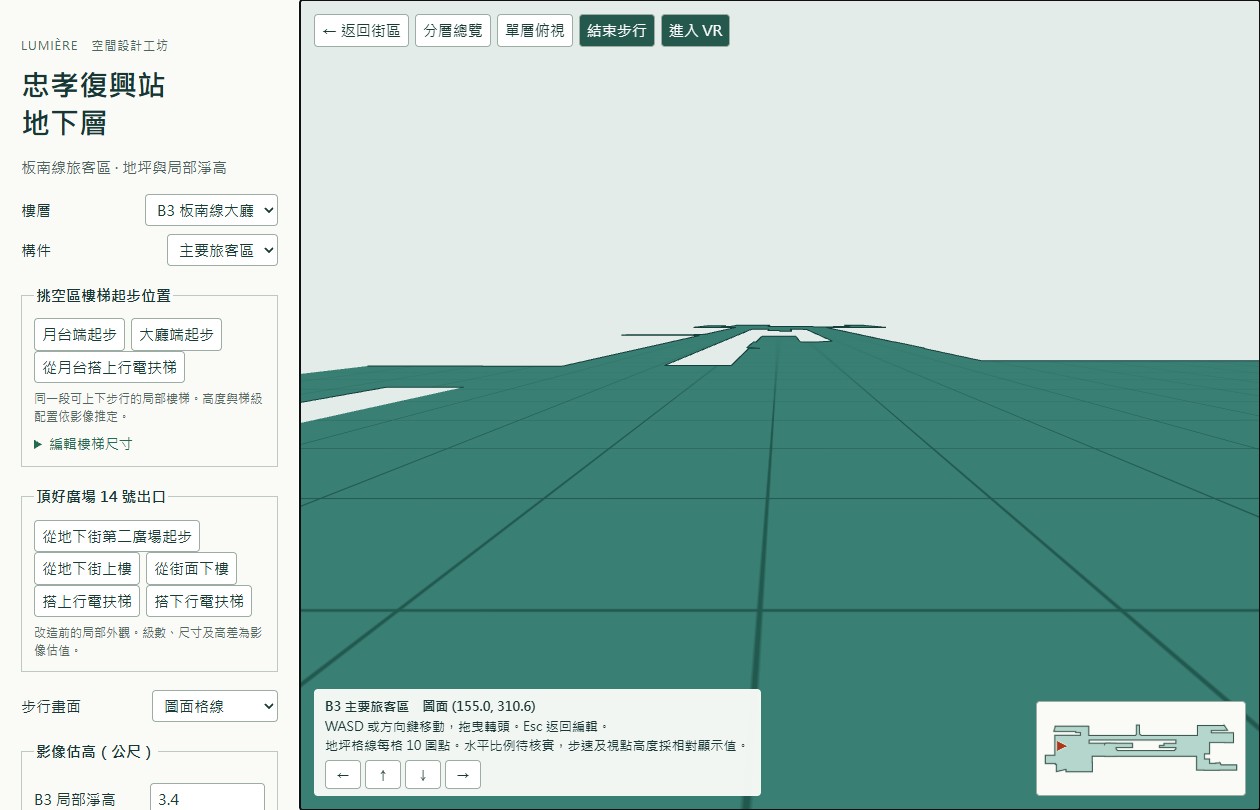 LUMIÈRE 空間設計工坊
忠孝復興站
地下層
板南線旅客區 · 地坪與局部淨高
樓層 B3 板南線大廳
構件 主要旅客區
挑空區樓梯起步位置
月台端起步 大廳端起步
從月台搭上行電扶梯
同一段可上下步行的局部樓梯。高度與梯級
配置依影像推定。
▶ 編輯樓梯尺寸
頂好廣場 14 號出口
從地下街第二廣場起步
從地下街上樓 從街面下樓
搭上行電扶梯 搭下行電扶梯
改造前的局部外觀。級數、尺寸及高差為影
像估值。
步行畫面 圖面格線
影像估高（公尺）
B3 局部淨高 3.4
← 返回街區 分層總覽 單層俯視 結束步行 進入 VR
B3 主要旅客區 圖面 (155.0, 310.6)
WASD 或方向鍵移動，拖曳轉頭。Esc 返回編輯。
地坪格線每格 10 圖點。水平比例待核實，步速及視點高度採相對顯示值。
← ↑ ↓ →